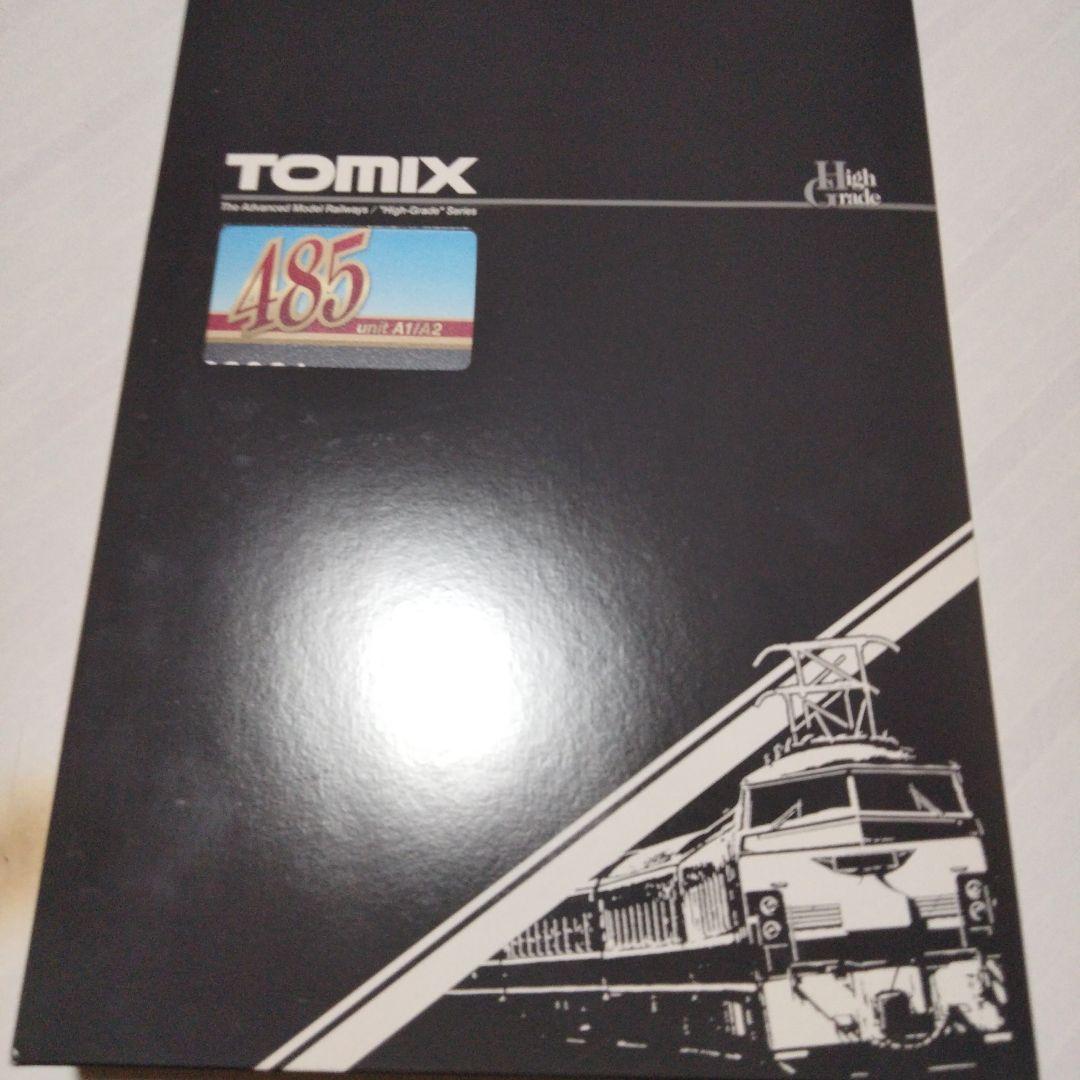 TOMIX
High
Grade
The Advanced Model Railways / "High-Grade" Series
485
unit A1/A2